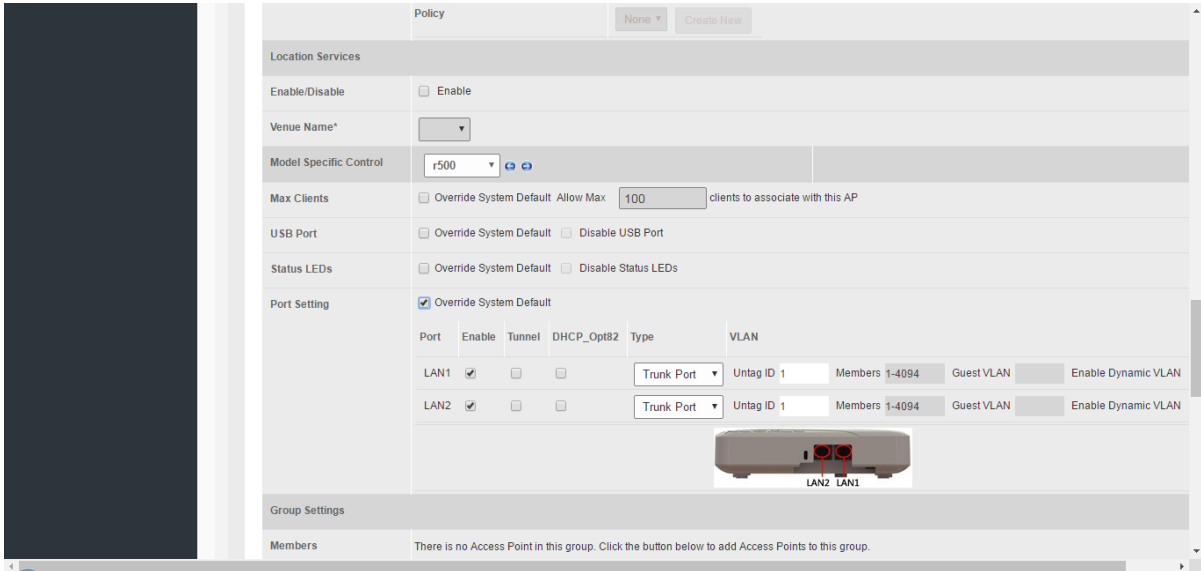 Policy None Create New
Location Services
Enable/Disable Enable
Venue Name*
Model Specific Control r500
Max Clients Override System Default Allow Max 100 clients to associate with this AP
USB Port Override System Default Disable USB Port
Status LEDs Override System Default Disable Status LEDs
Port Setting Override System Default
Port Enable Tunnel DHCP_Opt82 Type VLAN
LAN1 Trunk Port Untag ID 1 Members 1-4094 Guest VLAN Enable Dynamic VLAN
LAN2 Trunk Port Untag ID 1 Members 1-4094 Guest VLAN Enable Dynamic VLAN
LAN2 LAN1
Group Settings
Members There is no Access Point in this group. Click the button below to add Access Points to this group.